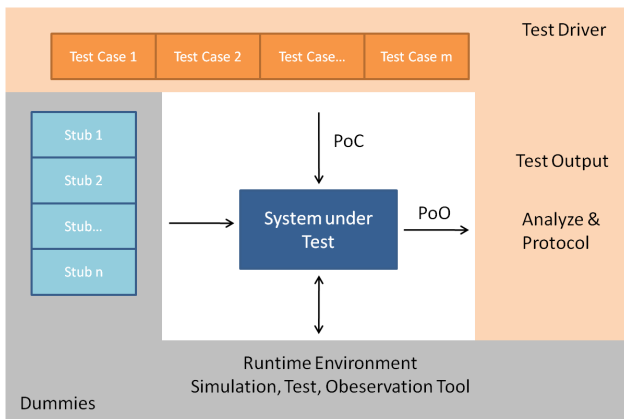 Test Driver
Test Case 1
Test Case 2
Test Case...
Test Case m
Stub 1
Stub 2
Stub...
Stub n
PoC
System under
Test
PoO
Test Output
Analyze &
Protocol
Runtime Environment
Simulation, Test, Obeservation Tool
Dummies